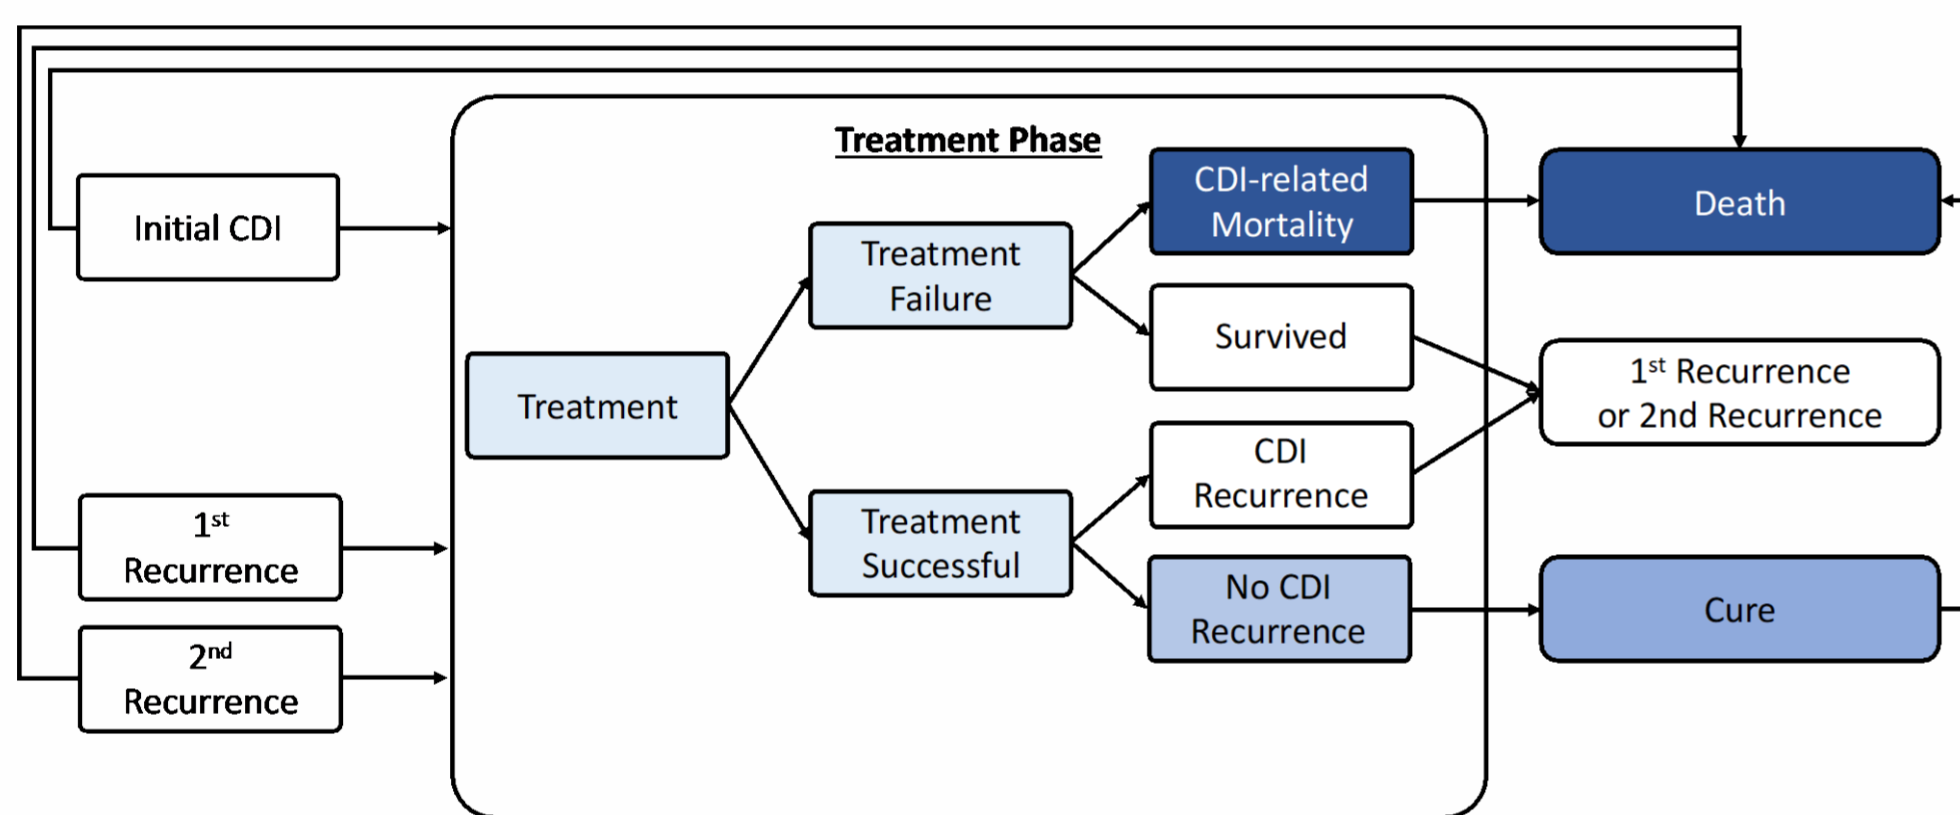 Treatment Phase
Initial CDI
1st
Recurrence
2nd
Recurrence
Treatment
Treatment
Failure
Treatment
Successful
CDI-related
Mortality
Survived
CDI
Recurrence
No CDI
Recurrence
Death
1st Recurrence
or 2nd Recurrence
Cure